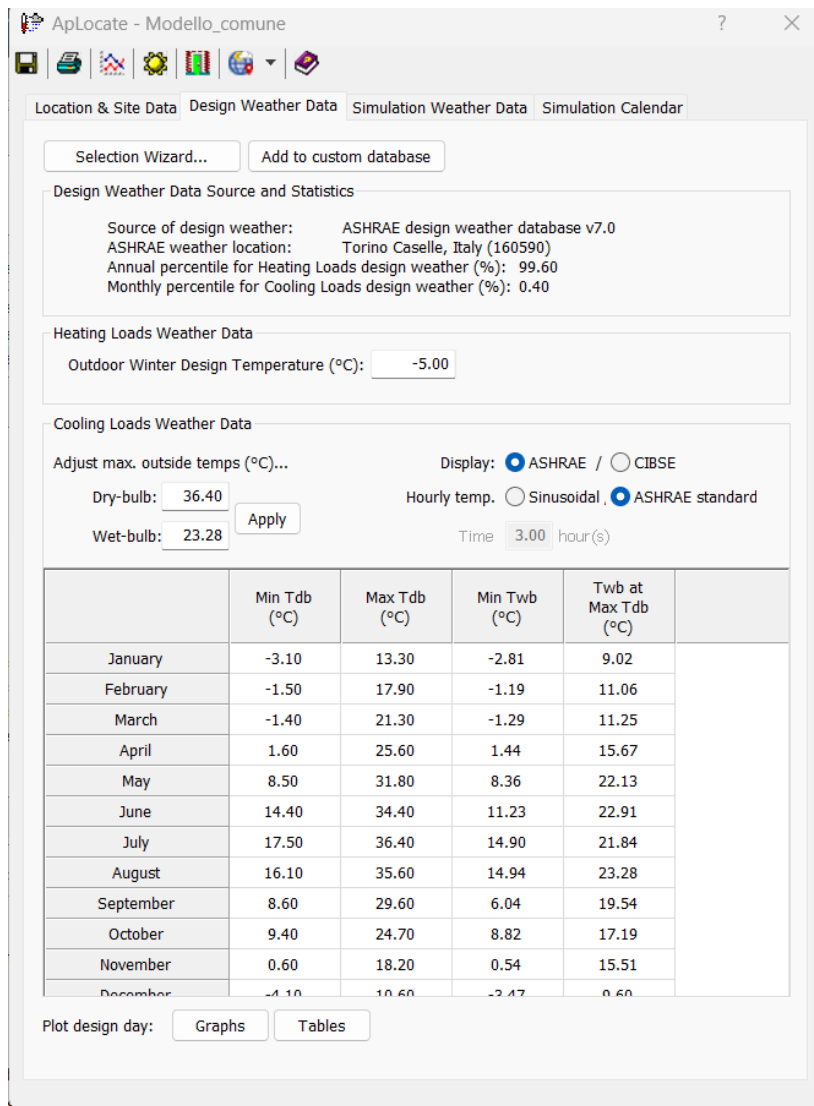 ApLocate - Modello_comune ?
Location & Site Data Design Weather Data Simulation Weather Data Simulation Calendar
Selection Wizard... Add to custom database
Design Weather Data Source and Statistics
Source of design weather: ASHRAE design weather database v7.0
ASHRAE weather location: Torino Caselle, Italy (160590)
Annual percentile for Heating Loads design weather (%): 99.60
Monthly percentile for Cooling Loads design weather (%): 0.40
Heating Loads Weather Data
Outdoor Winter Design Temperature (°C): -5.00
Cooling Loads Weather Data
Adjust max. outside temps (°C)... Display: ASHRAE / CIBSE
Dry-bulb: 36.40 Hourly temp. Sinusoidal , ASHRAE standard
Apply
Wet-bulb: 23.28 Time 3.00 hour(s)
Min Tdb (°C) Max Tdb (°C) Min Twb (°C) Twb at Max Tdb (°C)
January -3.10 13.30 -2.81 9.02
February -1.50 17.90 -1.19 11.06
March -1.40 21.30 -1.29 11.25
April 1.60 25.60 1.44 15.67
May 8.50 31.80 8.36 22.13
June 14.40 34.40 11.23 22.91
July 17.50 36.40 14.90 21.84
August 16.10 35.60 14.94 23.28
September 8.60 29.60 6.04 19.54
October 9.40 24.70 8.82 17.19
November 0.60 18.20 0.54 15.51
December -4.10 10.60 -3.47 9.60
Plot design day: Graphs Tables